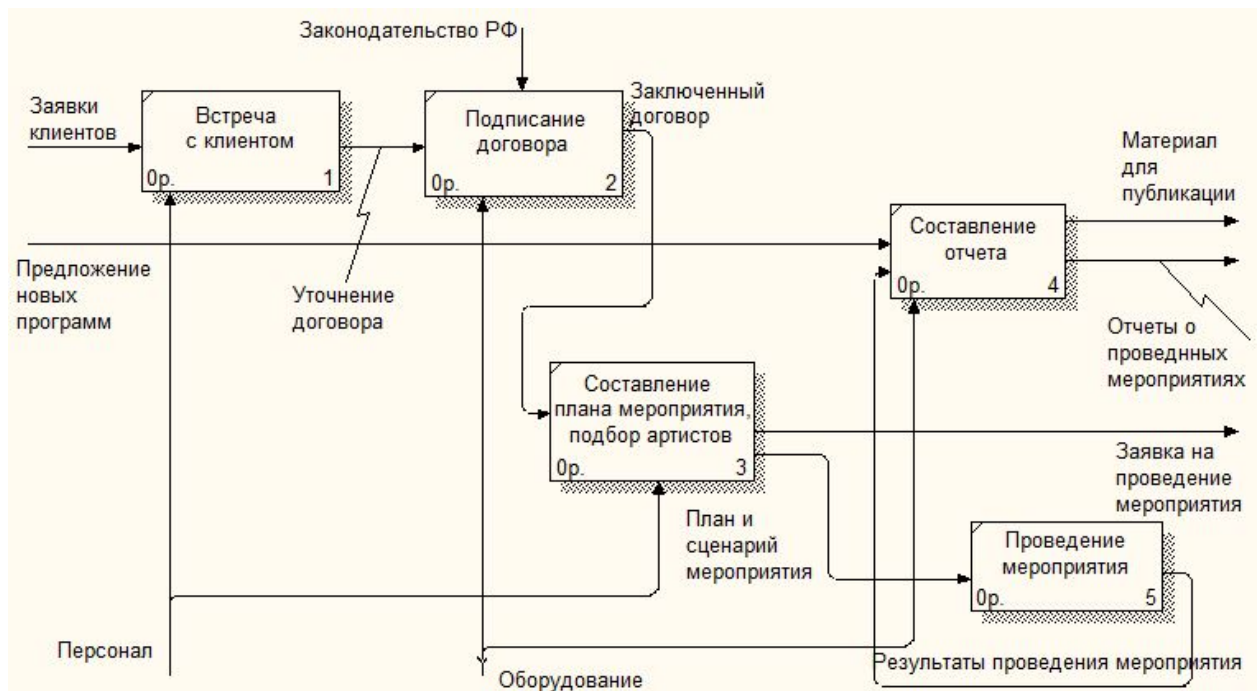 Законодательство РФ
Заявки
клиентов
Встреча
с клиентом
0р.
1
Подписание
договора
0р.
2
Заключенный
договор
Материал
для
публикации
Составление
отчета
0р.
4
Предложение
новых
программ
Уточнение
договора
Отчеты о
проведнных
мероприятиях
Составление
плана мероприятия,
подбор артистов
0р.
3
Заявка на
проведение
мероприятия
План и
сценарий
мероприятия
Проведение
мероприятия
0р.
5
Персонал
Оборудование
Результаты проведения мероприятия